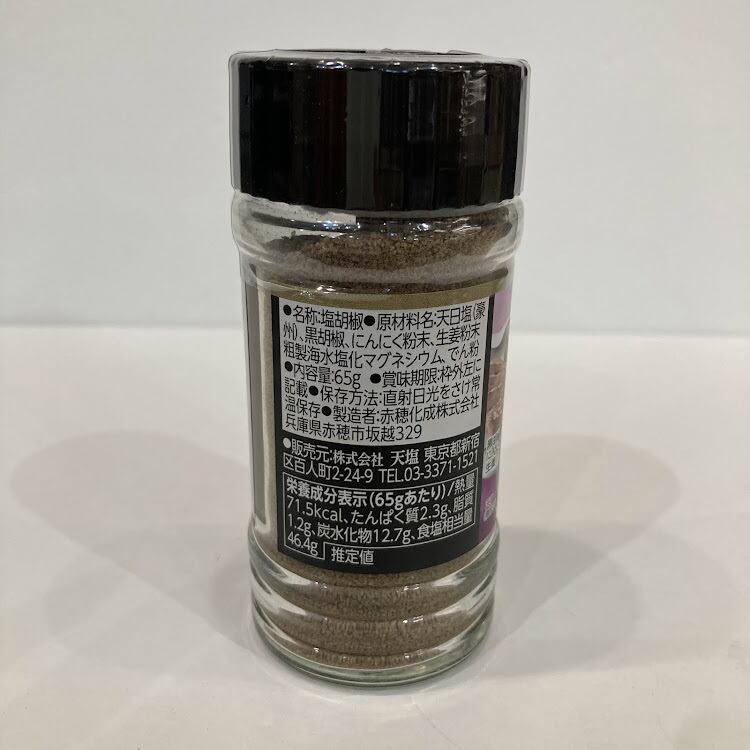 ●名称:塩胡椒●原材料名:天日塩(豪
州)、黒胡椒、にんにく粉末、生姜粉末
粗製海水塩化マグネシウム、でん粉
●内容量:65g ●賞味期限:枠外左に
記載●保存方法:直射日光をさけ常
温保存●製造者:赤穂化成株式会社
兵庫県赤穂市坂越329
●販売元:株式会社 天塩 東京都新宿
区百人町2-24-9 TEL.03-3371-1521
栄養成分表示(65gあたり)/熱量
71.5kcal、たんぱく質2.3g、脂質
1.2g、炭水化物12.7g、食塩相当量
46.4g 推定値